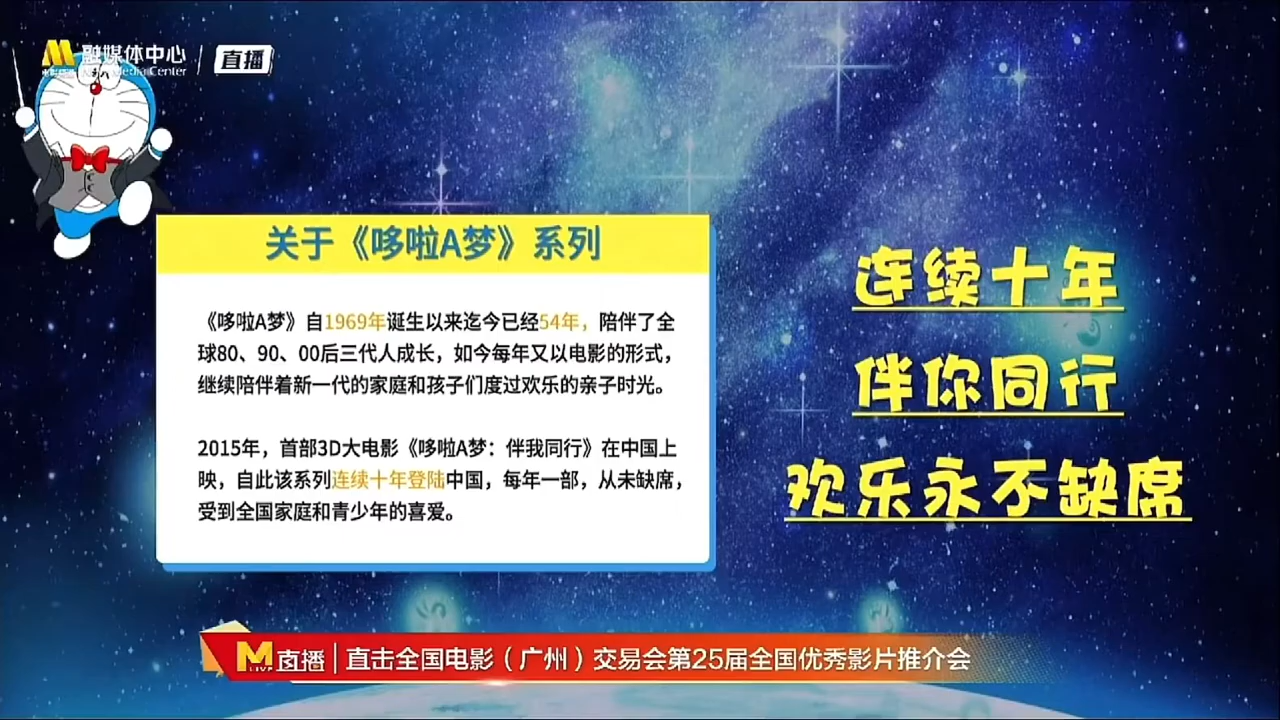 融媒体中心
Media Center
直播
关于《哆啦A梦》系列
《哆啦A梦》自1969年诞生以来迄今已经54年，陪伴了全
球80、90、00后三代人成长，如今每年又以电影的形式，
继续陪伴着新一代的家庭和孩子们度过欢乐的亲子时光。
2015年，首部3D大电影《哆啦A梦：伴我同行》在中国上
映，自此该系列连续十年登陆中国，每年一部，从未缺席，
受到全国家庭和青少年的喜爱。
连续十年
伴你同行
欢乐永不缺席
M 直播 | 直击全国电影（广州）交易会第25届全国优秀影片推介会
LIVE